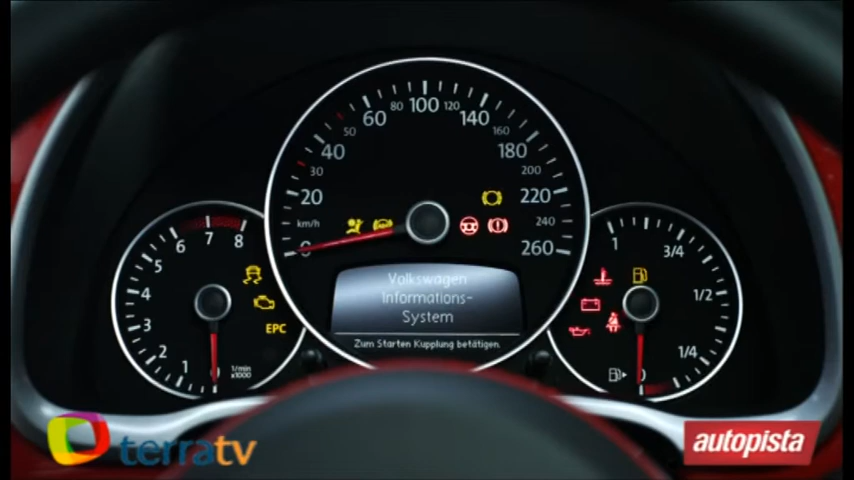 80 100 120
60 140
50 160
40 180
30 200
20 220
km/h 240
0 260
6 7 8
5
4
3
2
1
0
1/min
x1000
EPC
Volkswagen
Informations-
System
Zum Starten Kupplung betätigen.
1
3/4
1/2
1/4
0
terratv
autopista